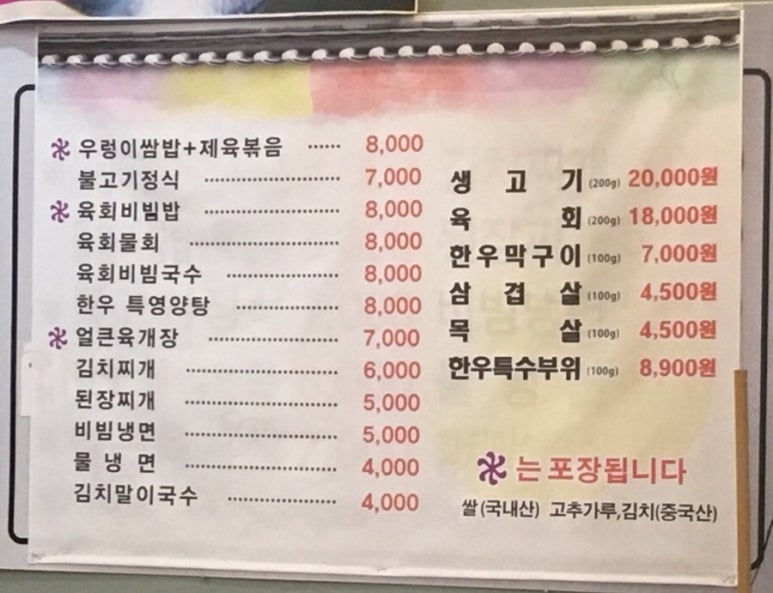 우렁이쌈밥+제육볶음 ...... 8,000
불고기정식 ........................ 7,000
육회비빔밥 ........................ 8,000
육회물회 ........................ 8,000
육회비빔국수 .................. 8,000
한우 특영양탕 .................. 8,000
얼큰육개장 ........................ 7,000
김치찌개 ........................ 6,000
된장찌개 ........................ 5,000
비빔냉면 ........................ 5,000
물 냉 면 ........................ 4,000
김치말이국수 .................. 4,000
생 고 기 (200g) 20,000원
육 회 (200g) 18,000원
한우막구이 (100g) 7,000원
삼 겹 살 (100g) 4,500원
목 살 (100g) 4,500원
한우특수부위 (100g) 8,900원
는 포장됩니다
쌀(국내산) 고추가루,김치(중국산)